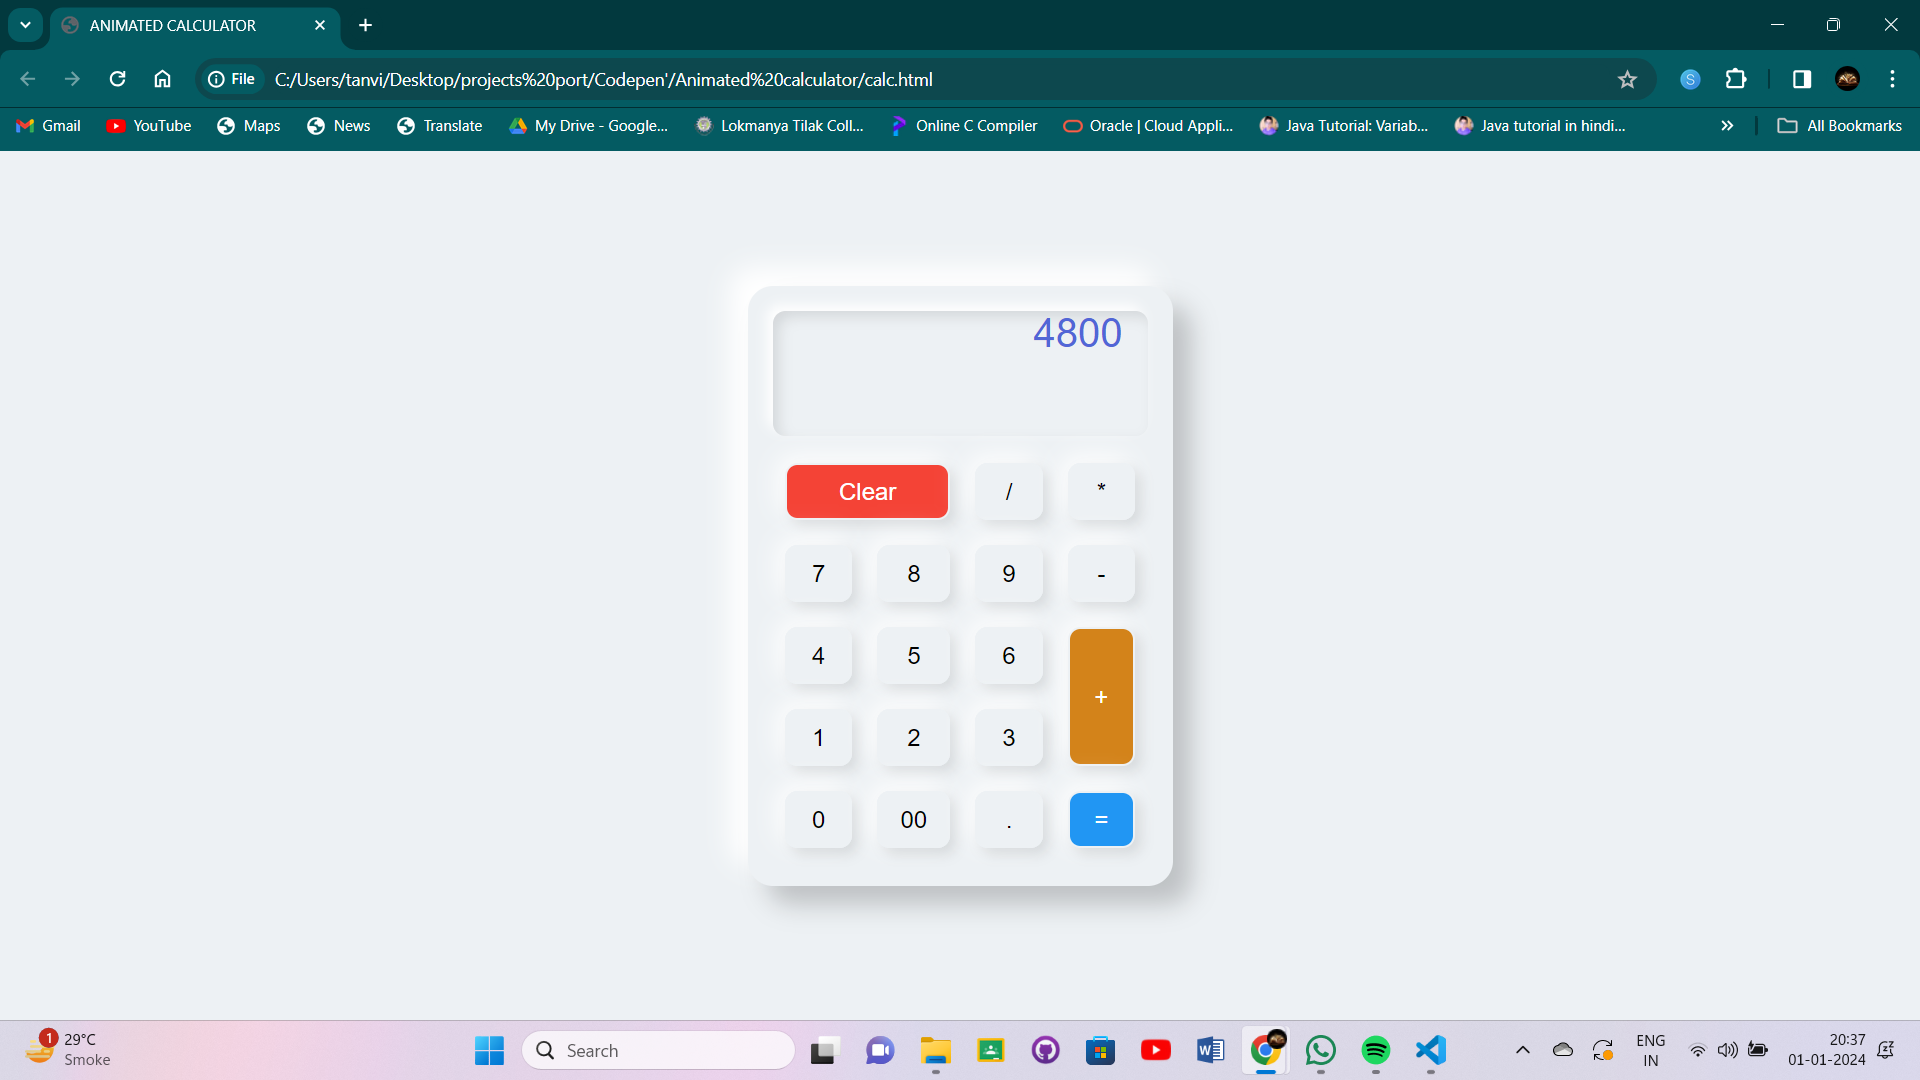 ANIMATED CALCULATOR
File C:/Users/tanvi/Desktop/projects%20port/Codepen'/Animated%20calculator/calc.html
S
Gmail YouTube Maps News Translate My Drive - Google... Lokmanya Tilak Coll... Online C Compiler Oracle | Cloud Appli... Java Tutorial: Variab... Java tutorial in hindi... » All Bookmarks
4800
Clear / *
7 8 9 -
4 5 6
+
1 2 3
0 00 . =
1
29°C
Smoke
Search
W
ENG
IN
20:37
01-01-2024